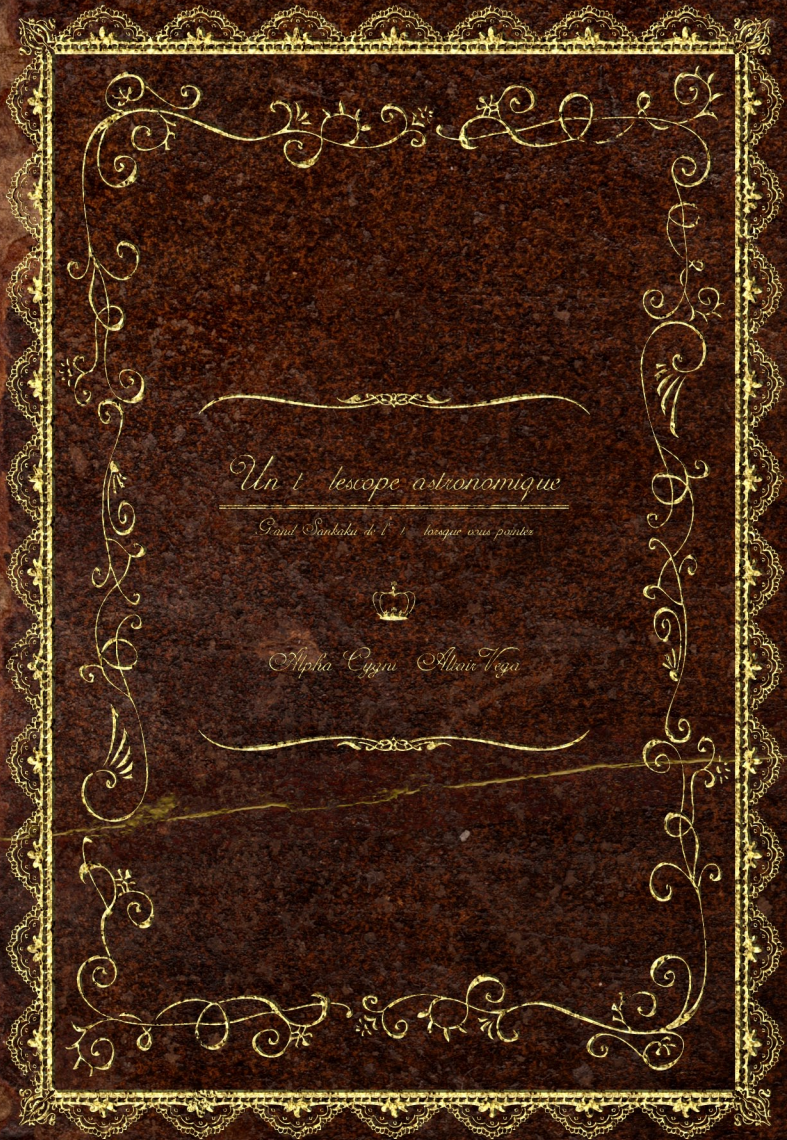 Un t lescope astronomique
Grand Sankaku de l' t lorsque vous pointez
Alpha Cygni Altair Vega